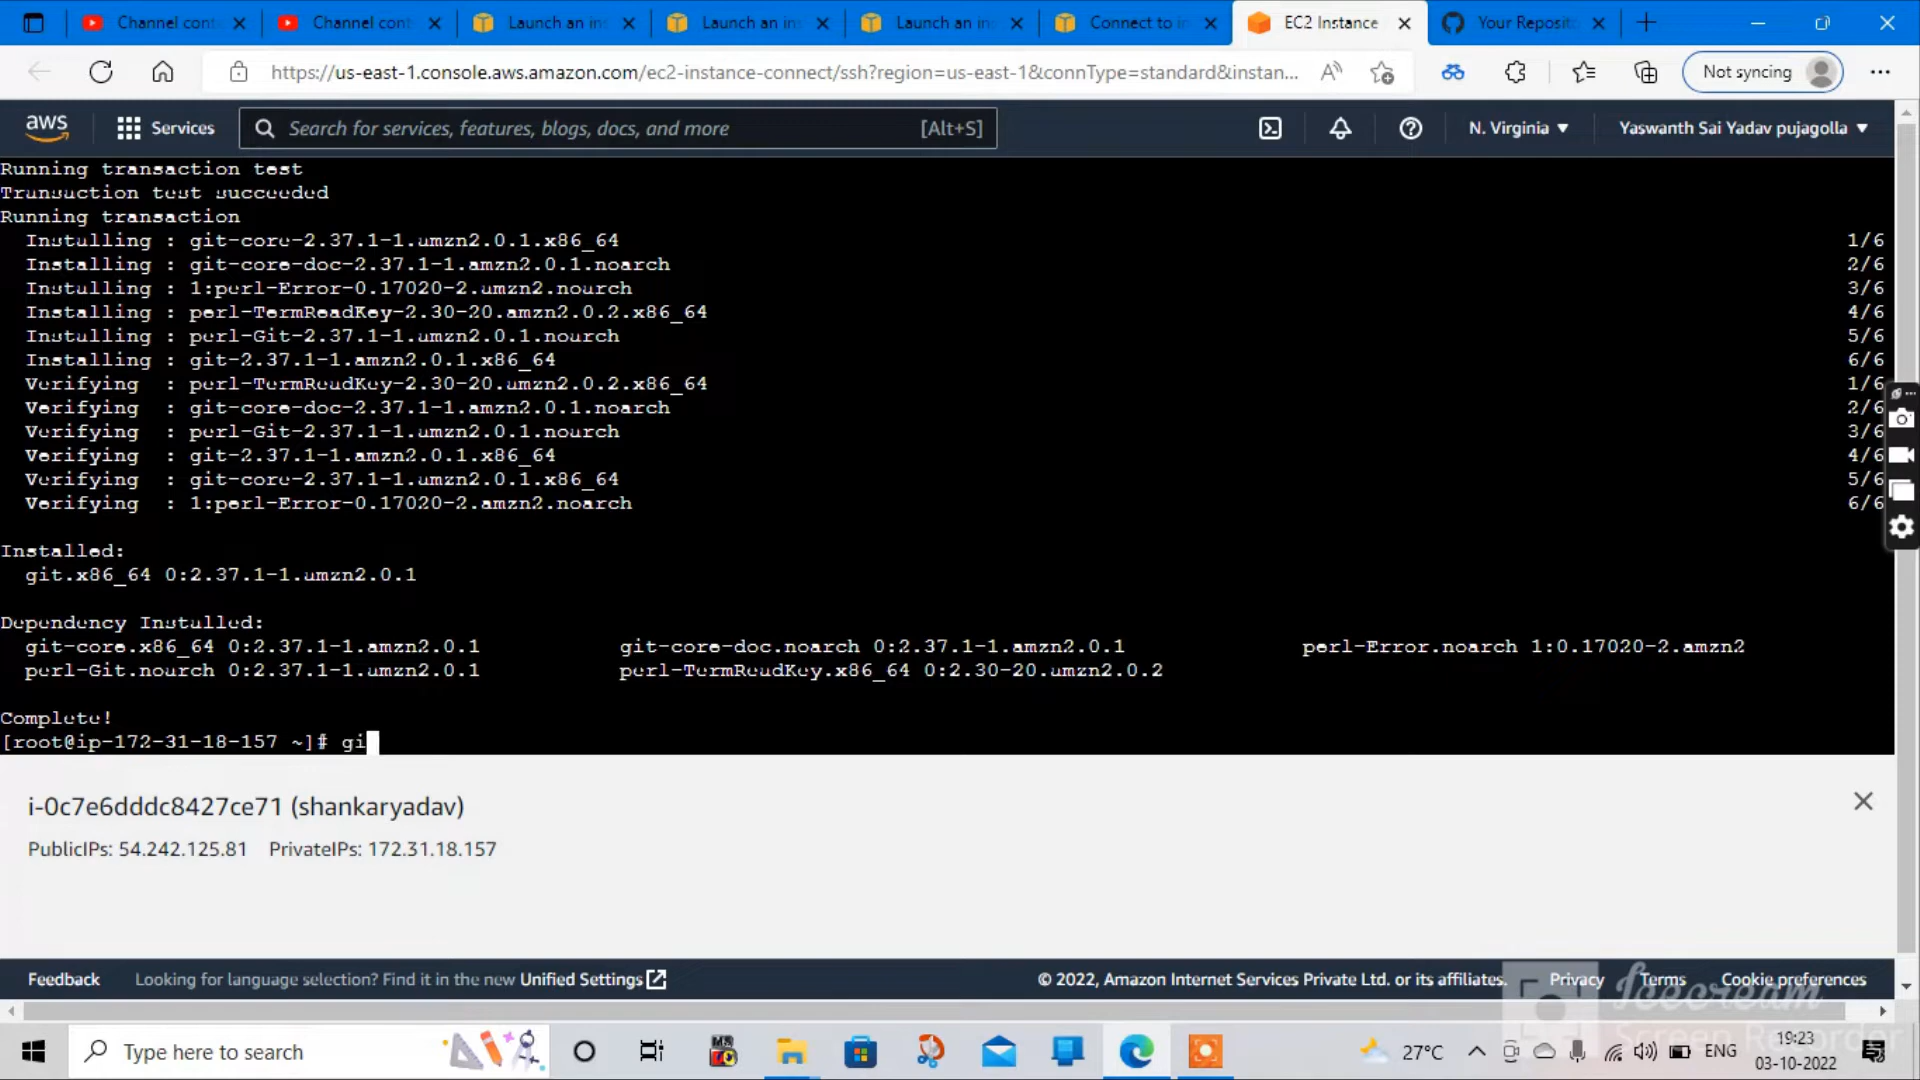 Channel cont
Channel cont
Launch an in
Launch an in
Launch an in
Connect to in
EC2 Instance
Your Reposito
https://us-east-1.console.aws.amazon.com/ec2-instance-connect/ssh?region=us-east-1&connType=standard&instan...
Not syncing
aws
Services
Search for services, features, blogs, docs, and more
[Alt+S]
N. Virginia
Yaswanth Sai Yadav pujagolla
Running transaction test
Transaction test succeeded
Running transaction
Installing : git-core-2.37.1-1.amzn2.0.1.x86_64 1/6
Installing : git-core-doc-2.37.1-1.amzn2.0.1.noarch 2/6
Installing : 1:perl-Error-0.17020-2.amzn2.noarch 3/6
Installing : perl-TermReadKey-2.30-20.amzn2.0.2.x86_64 4/6
Installing : perl-Git-2.37.1-1.amzn2.0.1.noarch 5/6
Installing : git-2.37.1-1.amzn2.0.1.x86_64 6/6
Verifying : perl-TermReadKey-2.30-20.amzn2.0.2.x86_64 1/6
Verifying : git-core-doc-2.37.1-1.amzn2.0.1.noarch 2/6
Verifying : perl-Git-2.37.1-1.amzn2.0.1.noarch 3/6
Verifying : git-2.37.1-1.amzn2.0.1.x86_64 4/6
Verifying : git-core-2.37.1-1.amzn2.0.1.x86_64 5/6
Verifying : 1:perl-Error-0.17020-2.amzn2.noarch 6/6
Installed:
git.x86_64 0:2.37.1-1.amzn2.0.1
Dependency Installed:
git-core.x86_64 0:2.37.1-1.amzn2.0.1 git-core-doc.noarch 0:2.37.1-1.amzn2.0.1 perl-Error.noarch 1:0.17020-2.amzn2
perl-Git.noarch 0:2.37.1-1.amzn2.0.1 perl-TermReadKey.x86_64 0:2.30-20.amzn2.0.2
Complete!
[root@ip-172-31-18-157 ~]# gi
i-0c7e6dddc8427ce71 (shankaryadav)
PublicIPs: 54.242.125.81 PrivateIPs: 172.31.18.157
Feedback
Looking for language selection? Find it in the new Unified Settings
© 2022, Amazon Internet Services Private Ltd. or its affiliates.
Privacy
Terms
Cookie preferences
Icecream
Screen Recorder
Type here to search
27°C
ENG
19:23
03-10-2022